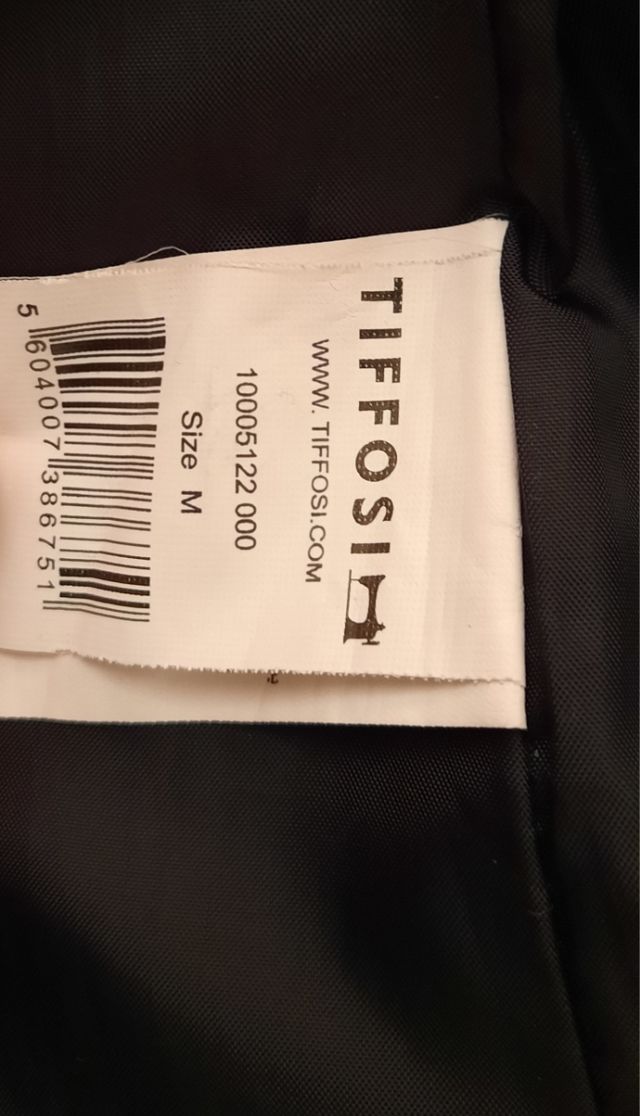 TIFFOSI
WWW. TIFFOSI.COM
10005122 000
Size M
5 604007 386751